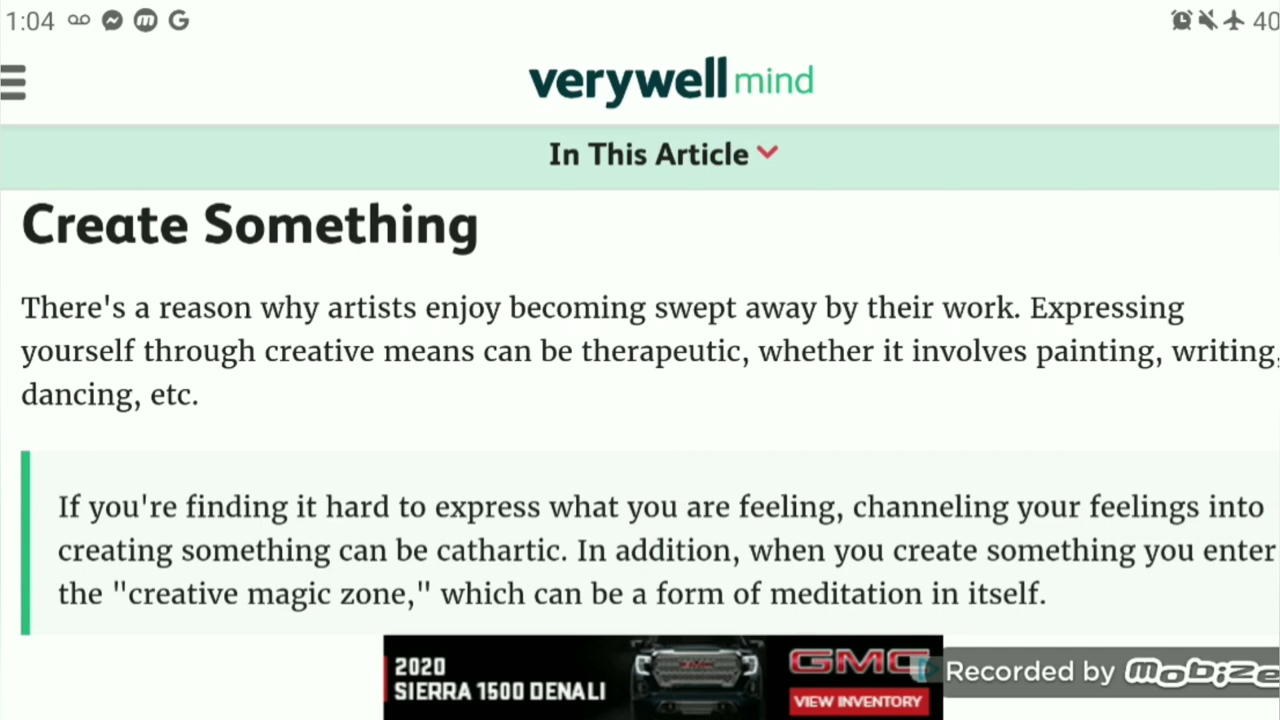 1:04
40
verywell mind
In This Article
Create Something
There's a reason why artists enjoy becoming swept away by their work. Expressing
yourself through creative means can be therapeutic, whether it involves painting, writing,
dancing, etc.
If you're finding it hard to express what you are feeling, channeling your feelings into
creating something can be cathartic. In addition, when you create something you enter
the "creative magic zone," which can be a form of meditation in itself.
2020
SIERRA 1500 DENALI
GMC
VIEW INVENTORY
Recorded by mobize